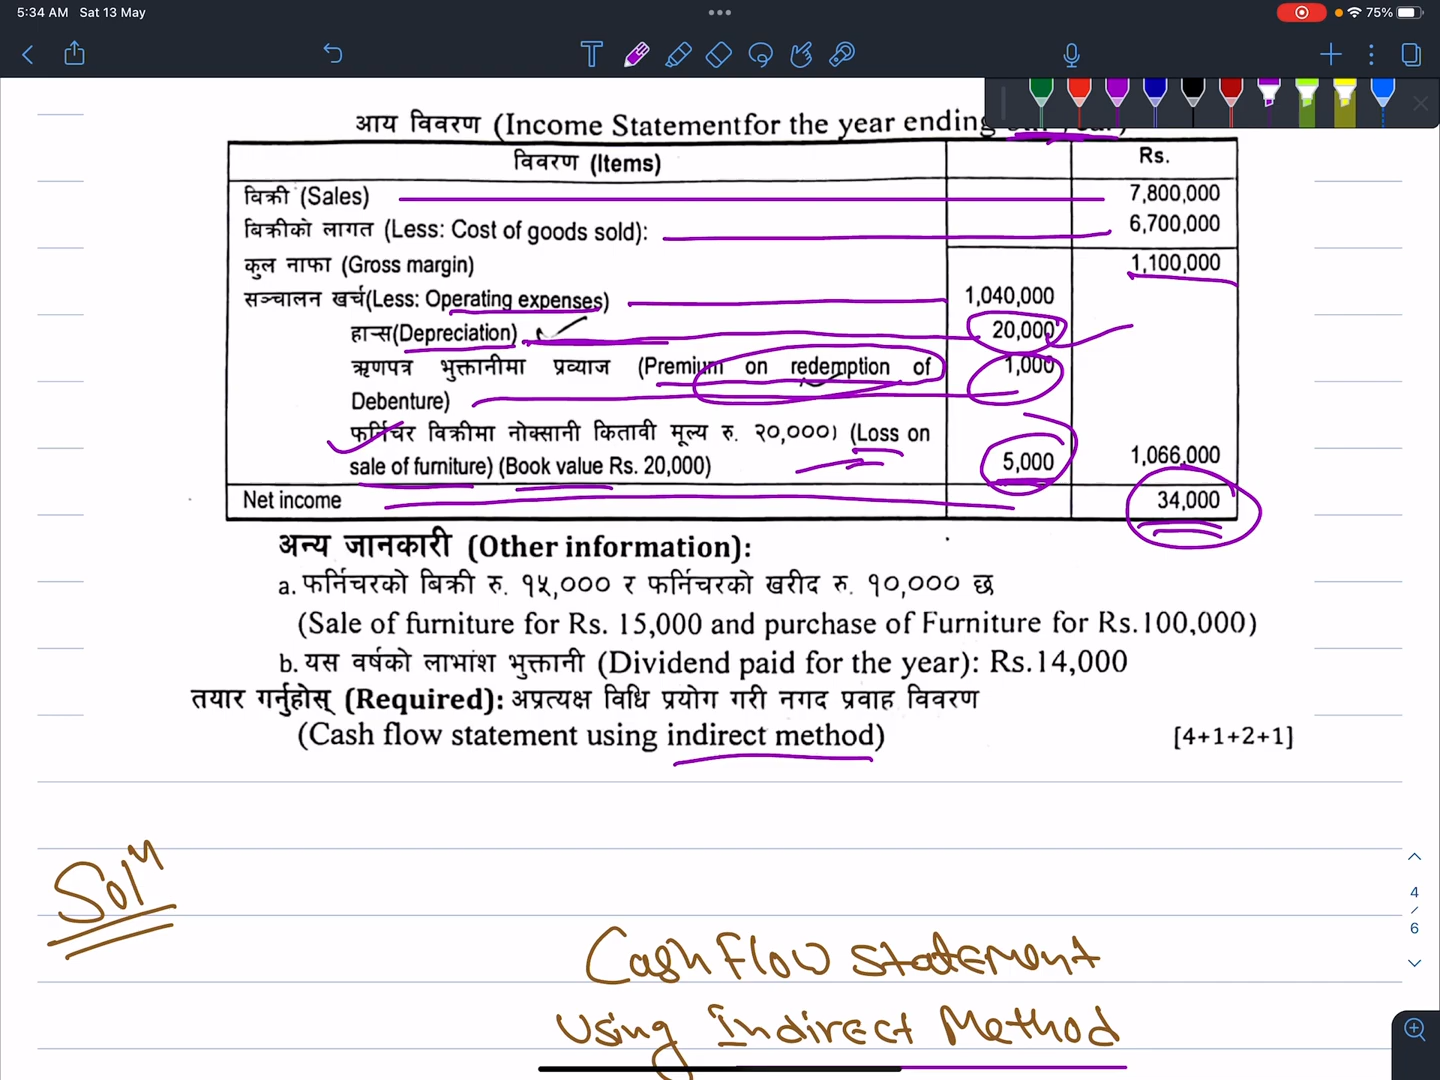 5:34 AM Sat 13 May
75%
आय विवरण (Income Statementfor the year ending
विवरण (Items) Rs.
बिक्री (Sales) 7,800,000
बिक्रीको लागत (Less: Cost of goods sold): 6,700,000
कुल नाफा (Gross margin) 1,100,000
सञ्चालन खर्च(Less: Operating expenses) 1,040,000
ह्रास(Depreciation) 20,000
ऋणपत्र भुक्तानीमा प्रव्याज (Premium on redemption of 1,000
Debenture)
फर्निचर विक्रीमा नोक्सानी कितावी मूल्य रु. २०,०००) (Loss on
sale of furniture) (Book value Rs. 20,000) 5,000 1,066,000
Net income 34,000
अन्य जानकारी (Other information):
a. फर्निचरको बिक्री रु. १५,००० र फर्निचरको खरीद रु. १०,००० छ
(Sale of furniture for Rs. 15,000 and purchase of Furniture for Rs.100,000)
b. यस वर्षको लाभांश भुक्तानी (Dividend paid for the year): Rs.14,000
तयार गर्नुहोस् (Required): अप्रत्यक्ष विधि प्रयोग गरी नगद प्रवाह विवरण
(Cash flow statement using indirect method) [4+1+2+1]
Solⁿ
4
/
6
Cash flow statement
using Indirect Method